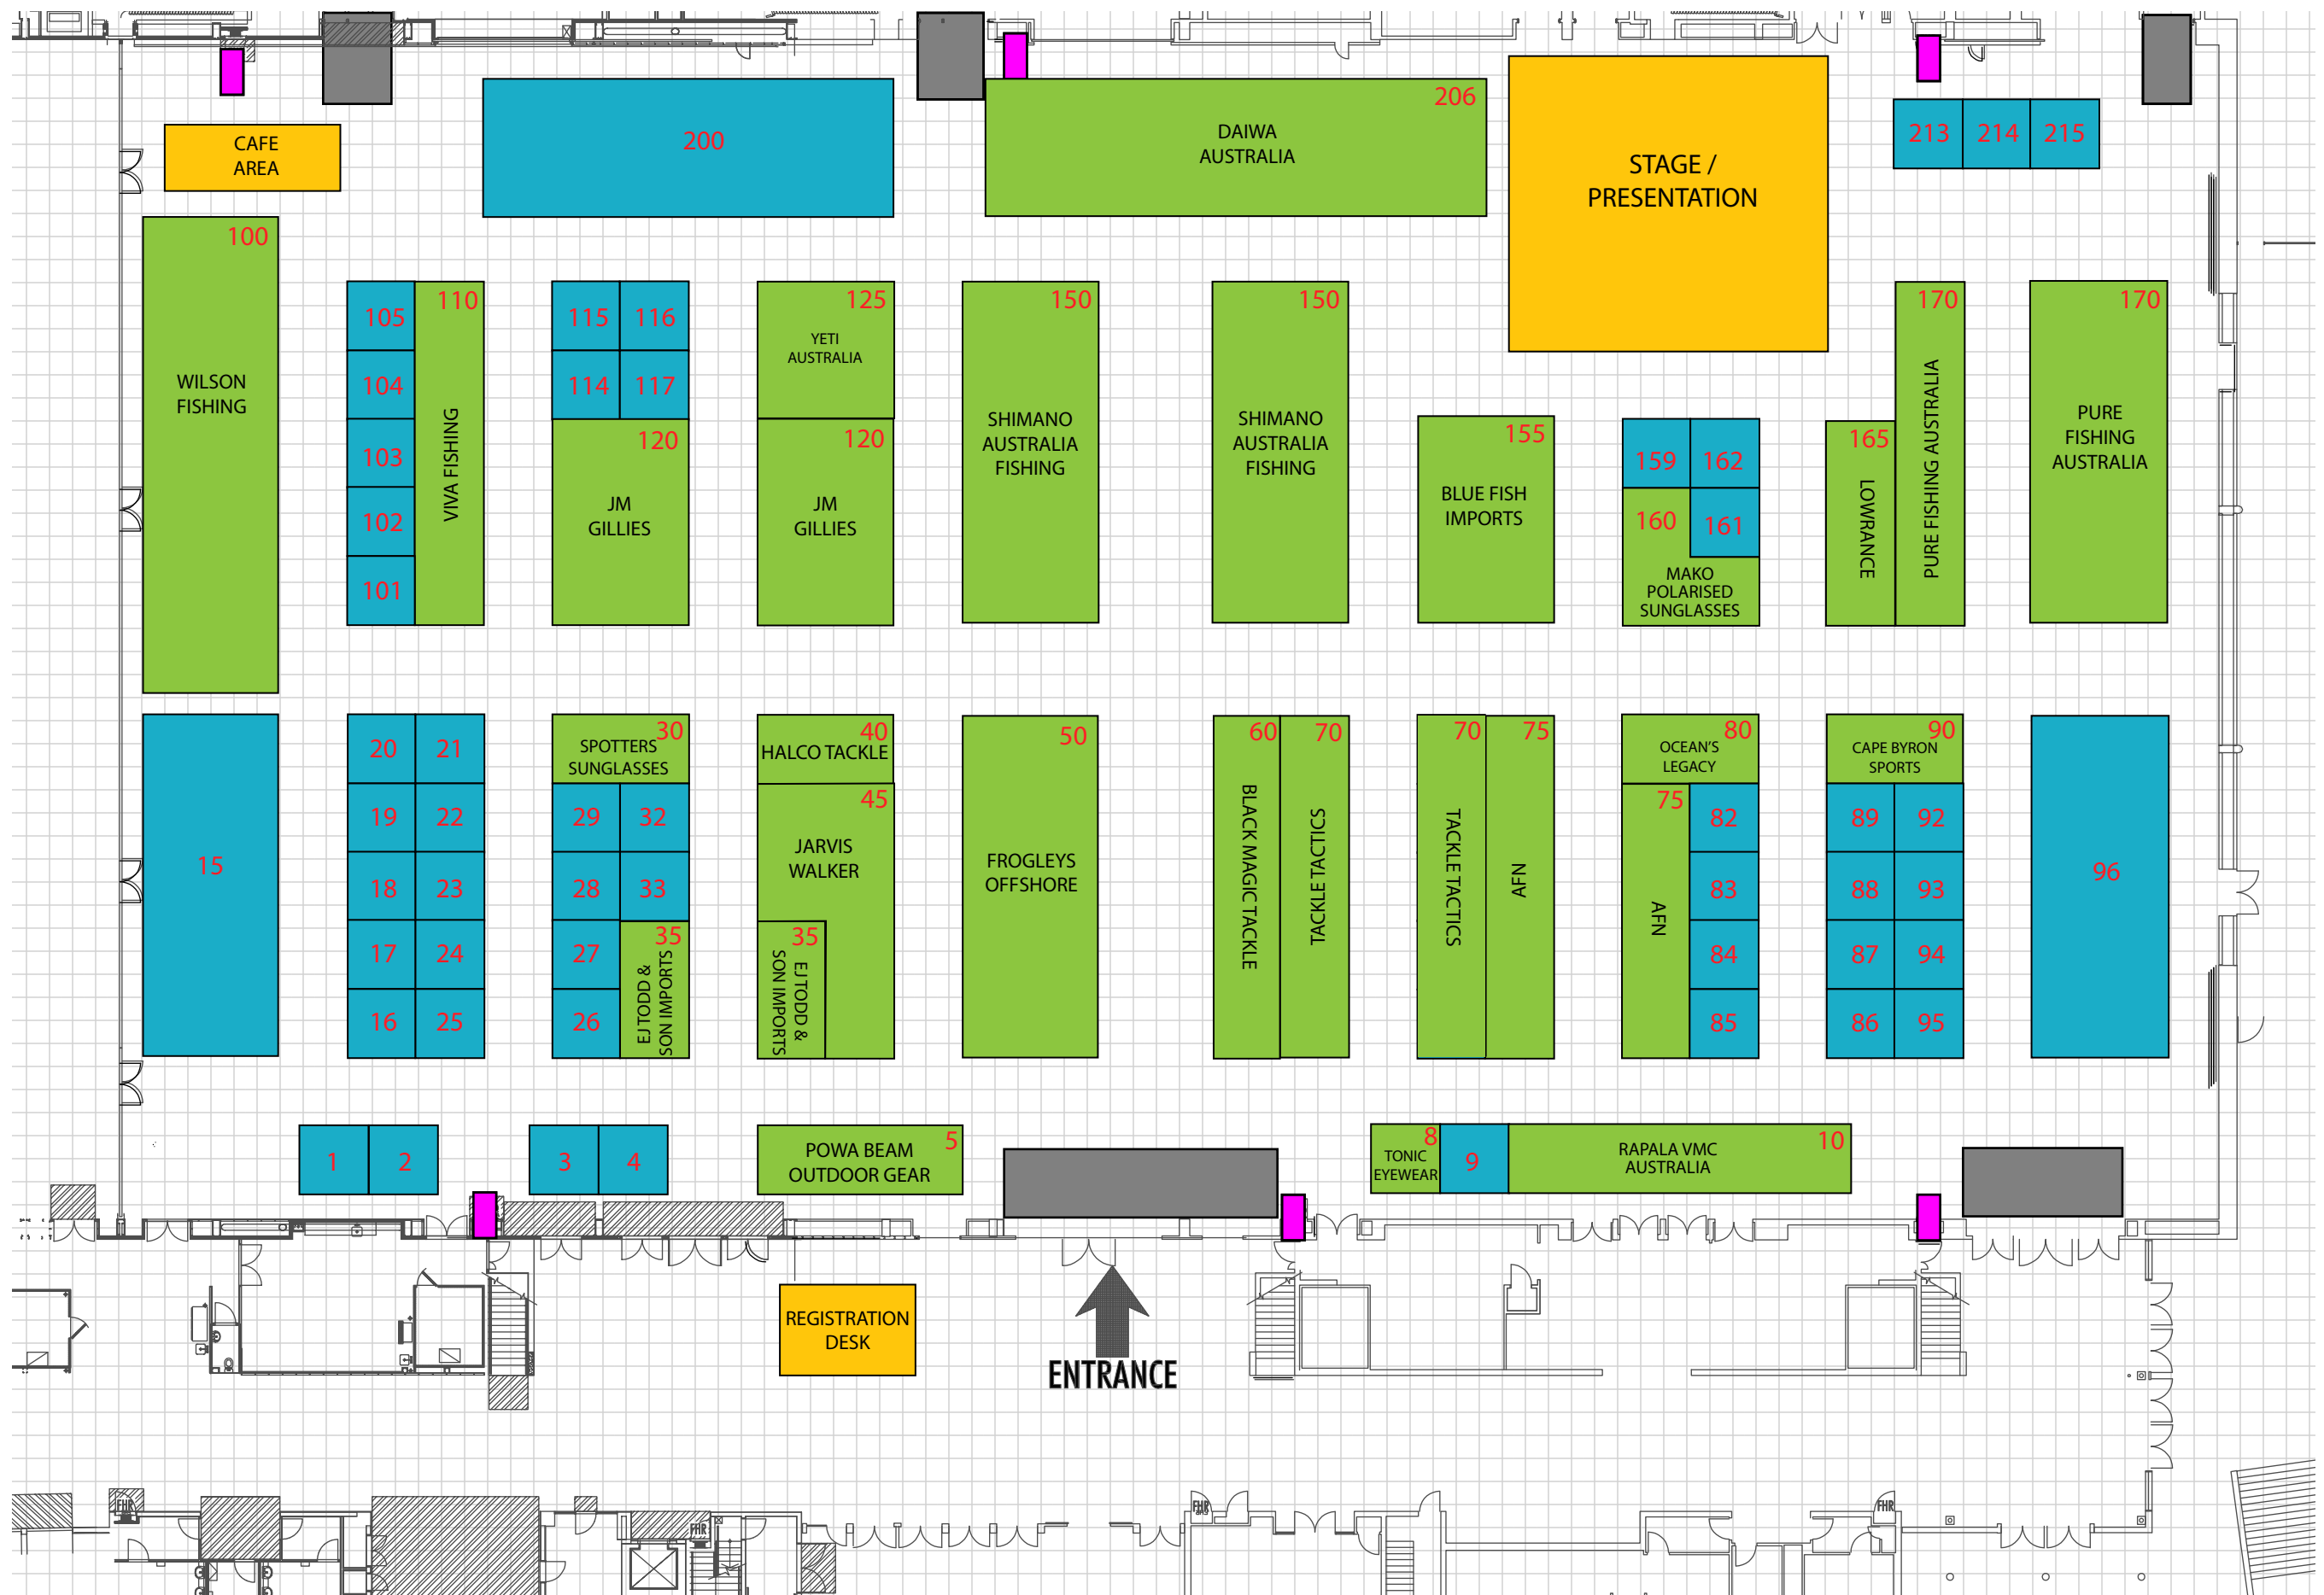 206
DAIWA
AUSTRALIA
STAGE /
PRESENTATION
213
214
215
CAFE
AREA
200
100
WILSON
FISHING
105
104
103
102
101
110
VIVA FISHING
115
116
114
117
120
JM
GILLIES
125
YETI
AUSTRALIA
120
JM
GILLIES
150
SHIMANO
AUSTRALIA
FISHING
150
SHIMANO
AUSTRALIA
FISHING
155
BLUE FISH
IMPORTS
159
162
160
161
MAKO
POLARISED
SUNGLASSES
165
LOWRANCE
170
PURE FISHING AUSTRALIA
170
PURE
FISHING
AUSTRALIA
15
20
21
19
22
18
23
17
24
16
25
30
SPOTTERS
SUNGLASSES
29
32
28
33
27
26
35
EJ TODD &
SON IMPORTS
40
HALCO TACKLE
45
JARVIS
WALKER
35
EJ TODD &
SON IMPORTS
50
FROGLEYS
OFFSHORE
60
BLACK MAGIC TACKLE
70
TACKLE TACTICS
70
TACKLE TACTICS
75
AFN
80
OCEAN'S
LEGACY
75
AFN
82
83
84
85
90
CAPE BYRON
SPORTS
89
92
88
93
87
94
86
95
96
1
2
3
4
5
POWA BEAM
OUTDOOR GEAR
8
TONIC
EYEWEAR
9
10
RAPALA VMC
AUSTRALIA
REGISTRATION
DESK
ENTRANCE
FHR
FHR
FHR
FHR